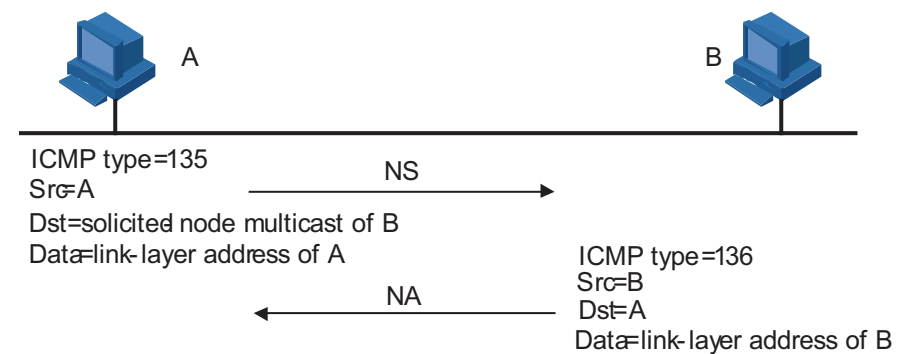 A
B
ICMP type=135
Src=A
NS
Dst=solicited node multicast of B
Data=link-layer address of A
ICMP type=136
Src=B
NA
Dst=A
Data=link-layer address of B